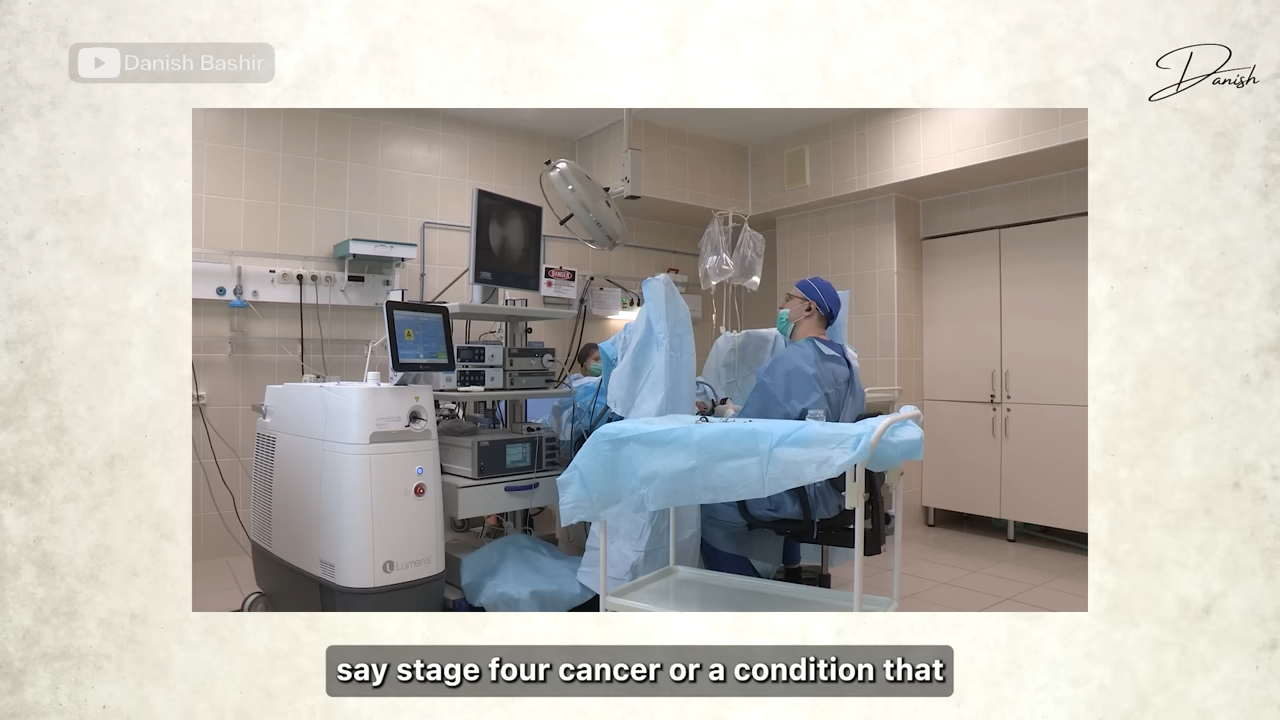 Danish Bashir
Danish
DANGER
Lumenis
say stage four cancer or a condition that